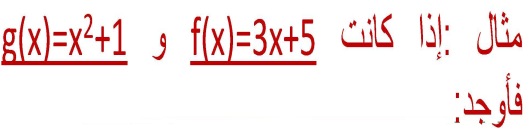 مثال :إذا كانت f(x)=3x+5 و g(x)=x²+1
فأوجد: